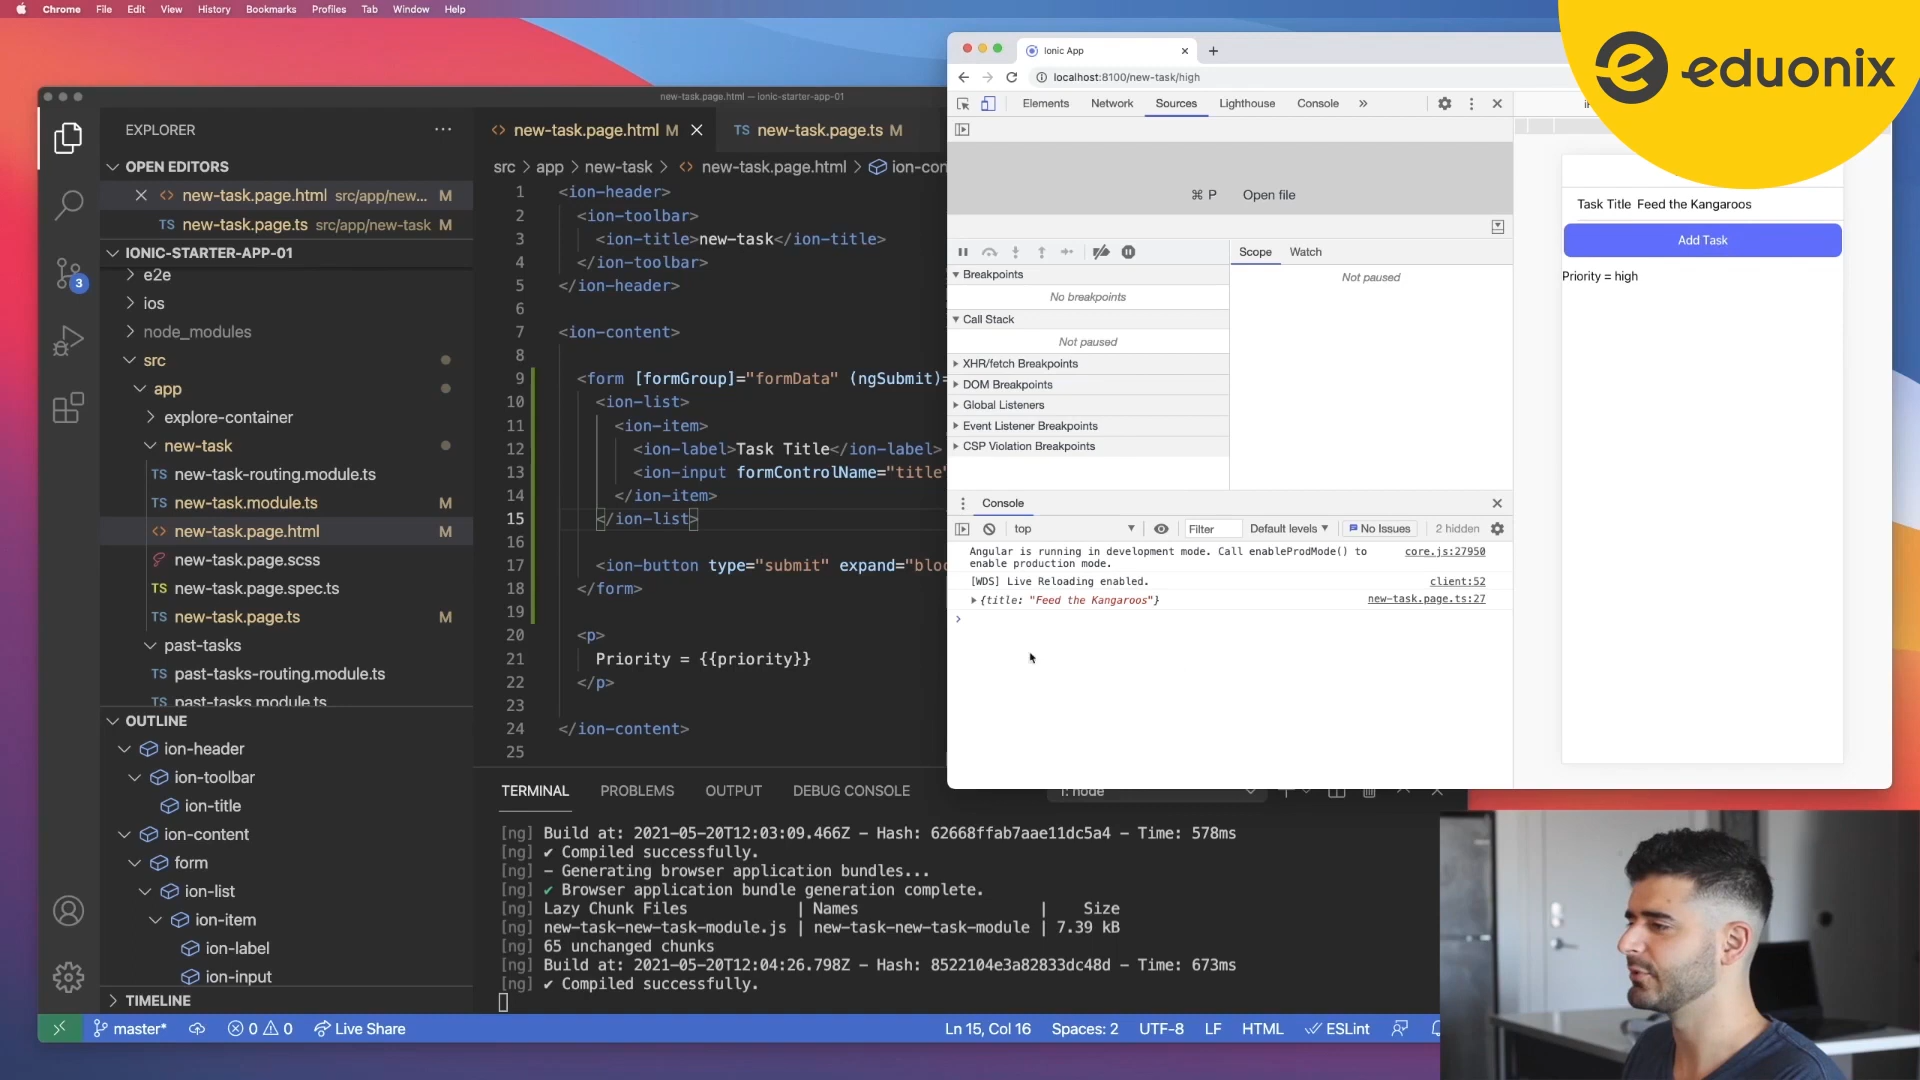 Chrome File Edit View History Bookmarks Profiles Tab Window Help
eduonix
new-task.page.html — ionic-starter-app-01
EXPLORER
OPEN EDITORS
new-task.page.html src/app/new... M
TS new-task.page.ts src/app/new-task M
IONIC-STARTER-APP-01
e2e
ios
node_modules
src
app
explore-container
new-task
TS new-task-routing.module.ts
TS new-task.module.ts M
new-task.page.html M
new-task.page.scss
TS new-task.page.spec.ts
TS new-task.page.ts M
past-tasks
TS past-tasks-routing.module.ts
TS past-tasks.module.ts
OUTLINE
ion-header
ion-toolbar
ion-title
ion-content
form
ion-list
ion-item
ion-label
ion-input
TIMELINE
3
new-task.page.html M
TS new-task.page.ts M
src > app > new-task > new-task.page.html > ion-con
1 <ion-header>
2 <ion-toolbar>
3 <ion-title>new-task</ion-title>
4 </ion-toolbar>
5 </ion-header>
6
7 <ion-content>
8
9 <form [formGroup]="formData" (ngSubmit)=
10 <ion-list>
11 <ion-item>
12 <ion-label>Task Title</ion-label>
13 <ion-input formControlName="title"
14 </ion-item>
15 </ion-list>
16
17 <ion-button type="submit" expand="bloc
18 </form>
19
20 <p>
21 Priority = {{priority}}
22 </p>
23
24 </ion-content>
25
TERMINAL PROBLEMS OUTPUT DEBUG CONSOLE 1: node
[ng] Build at: 2021-05-20T12:03:09.466Z - Hash: 62668ffab7aae11dc5a4 - Time: 578ms
[ng] ✔ Compiled successfully.
[ng] - Generating browser application bundles...
[ng] ✔ Browser application bundle generation complete.
[ng] Lazy Chunk Files | Names | Size
[ng] new-task-new-task-module.js | new-task-new-task-module | 7.39 kB
[ng] 65 unchanged chunks
[ng] Build at: 2021-05-20T12:04:26.798Z - Hash: 8522104e3a82833dc48d - Time: 673ms
[ng] ✔ Compiled successfully.
master* 0 0 Live Share Ln 15, Col 16 Spaces: 2 UTF-8 LF HTML ESLint
Ionic App
localhost:8100/new-task/high
Elements Network Sources Lighthouse Console »
⌘ P Open file
Breakpoints
No breakpoints
Call Stack
Not paused
XHR/fetch Breakpoints
DOM Breakpoints
Global Listeners
Event Listener Breakpoints
CSP Violation Breakpoints
Scope Watch
Not paused
Console
top Filter Default levels No Issues 2 hidden
Angular is running in development mode. Call enableProdMode() to core.js:27950
enable production mode.
[WDS] Live Reloading enabled. client:52
{title: "Feed the Kangaroos"} new-task.page.ts:27
>
Task Title Feed the Kangaroos
Add Task
Priority = high